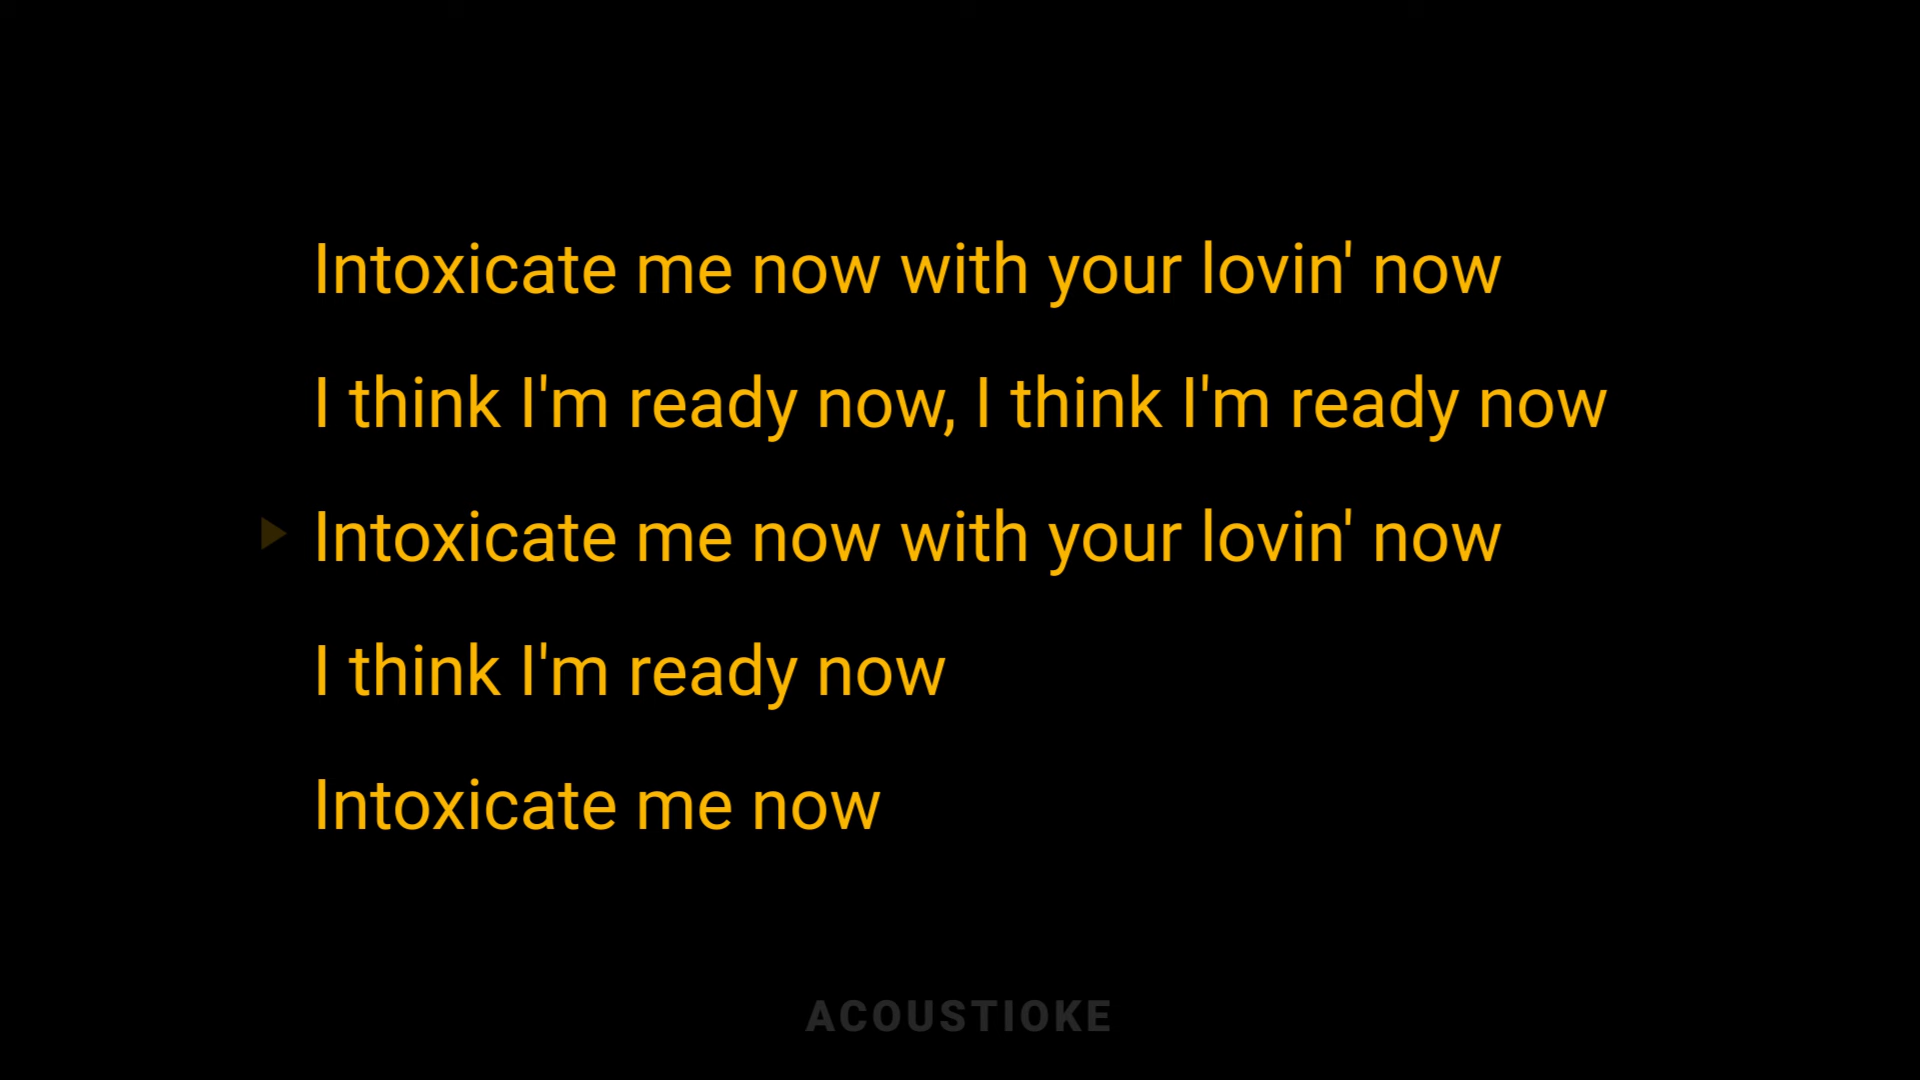 Intoxicate me now with your lovin' now
I think I'm ready now, I think I'm ready now
Intoxicate me now with your lovin' now
I think I'm ready now
Intoxicate me now
ACOUSTIOKE